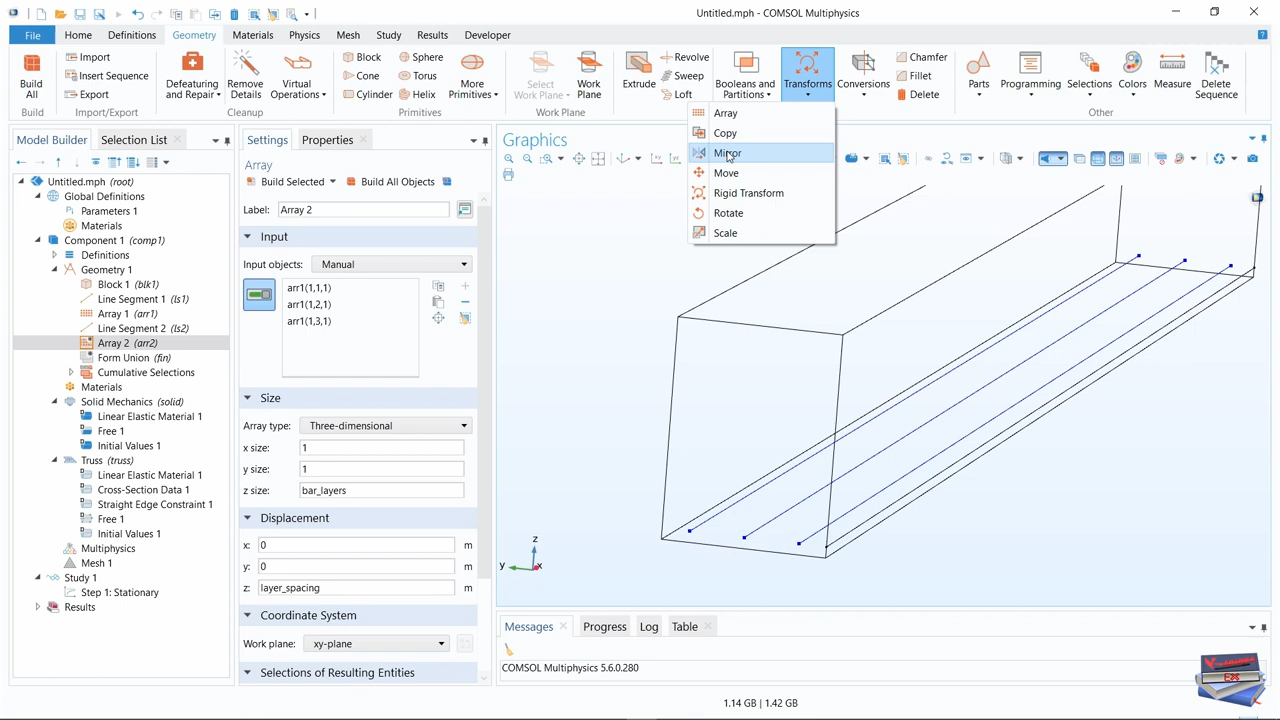 Untitled.mph - COMSOL Multiphysics
File Home Definitions Geometry Materials Physics Mesh Study Results Developer
Build All
Build
Import
Insert Sequence
Export
Import/Export
Defeaturing and Repair
Remove Details
Virtual Operations
Cleanup
Block
Cone
Cylinder
Sphere
Torus
Helix
More Primitives
Primitives
Select Work Plane
Work Plane
Work Plane
Extrude
Revolve
Sweep
Loft
Booleans and Partitions
Transforms
Conversions
Chamfer
Fillet
Delete
Parts
Programming
Selections
Colors
Measure
Delete Sequence
Other
Array
Copy
Mirror
Move
Rigid Transform
Rotate
Scale
Model Builder Selection List
Untitled.mph (root)
Global Definitions
Parameters 1
Materials
Component 1 (comp1)
Definitions
Geometry 1
Block 1 (blk1)
Line Segment 1 (ls1)
Array 1 (arr1)
Line Segment 2 (ls2)
Array 2 (arr2)
Form Union (fin)
Cumulative Selections
Materials
Solid Mechanics (solid)
Linear Elastic Material 1
Free 1
Initial Values 1
Truss (truss)
Linear Elastic Material 1
Cross-Section Data 1
Straight Edge Constraint 1
Free 1
Initial Values 1
Multiphysics
Mesh 1
Study 1
Step 1: Stationary
Results
Settings Properties
Array
Build Selected Build All Objects
Label: Array 2
Input
Input objects: Manual
arr1(1,1,1)
arr1(1,2,1)
arr1(1,3,1)
Size
Array type: Three-dimensional
x size: 1
y size: 1
z size: bar_layers
Displacement
x: 0 m
y: 0 m
z: layer_spacing m
Coordinate System
Work plane: xy-plane
Selections of Resulting Entities
Graphics
z
y x
Messages Progress Log Table
COMSOL Multiphysics 5.6.0.280
1.14 GB | 1.42 GB